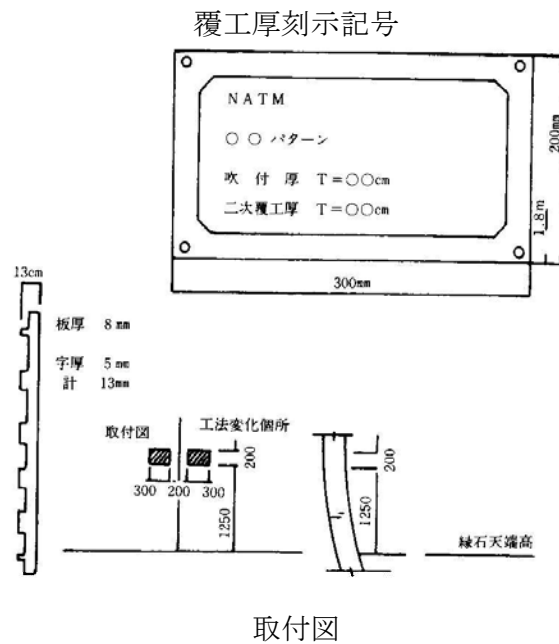 覆工厚刻示記号
NATM
○○ パターン
吹付厚 T=○○cm
二次覆工厚 T=○○cm
200mm
1.8m
300mm
13cm
板厚 8mm
字厚 5mm
計 13mm
取付図
工法変化個所
200
300 200 300
1250
200
1250
縁石天端高
取付図